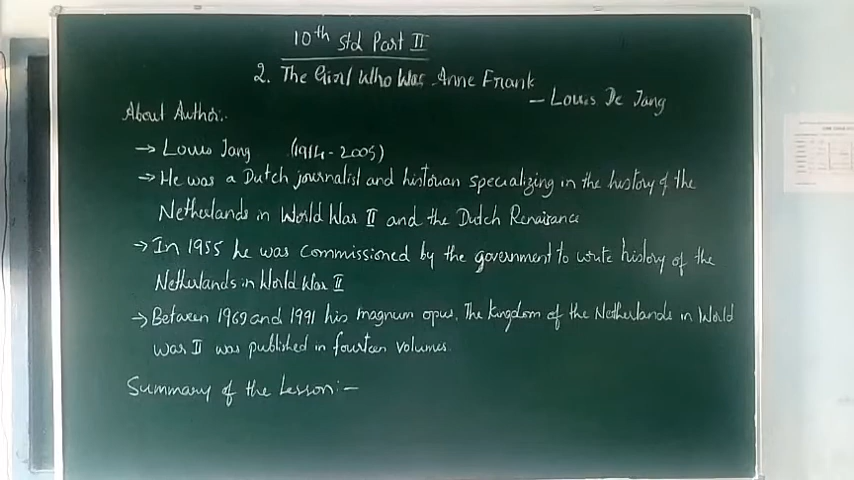 10th Std Part II
2. The Girl Who Was Anne Frank
- Louis De Jang
About Author:-
→ Louis Jang (1914 - 2005)
→ He was a Dutch journalist and historian specializing in the history of the
Netherlands in World War II and the Dutch Renaisance
→ In 1955 he was commissioned by the government to write history of the
Netherlands in World War II
→ Between 1969 and 1991 his magnum opus, The Kingdom of the Netherlands in World
War II was published in fourteen volumes.
Summary of the Lesson:-